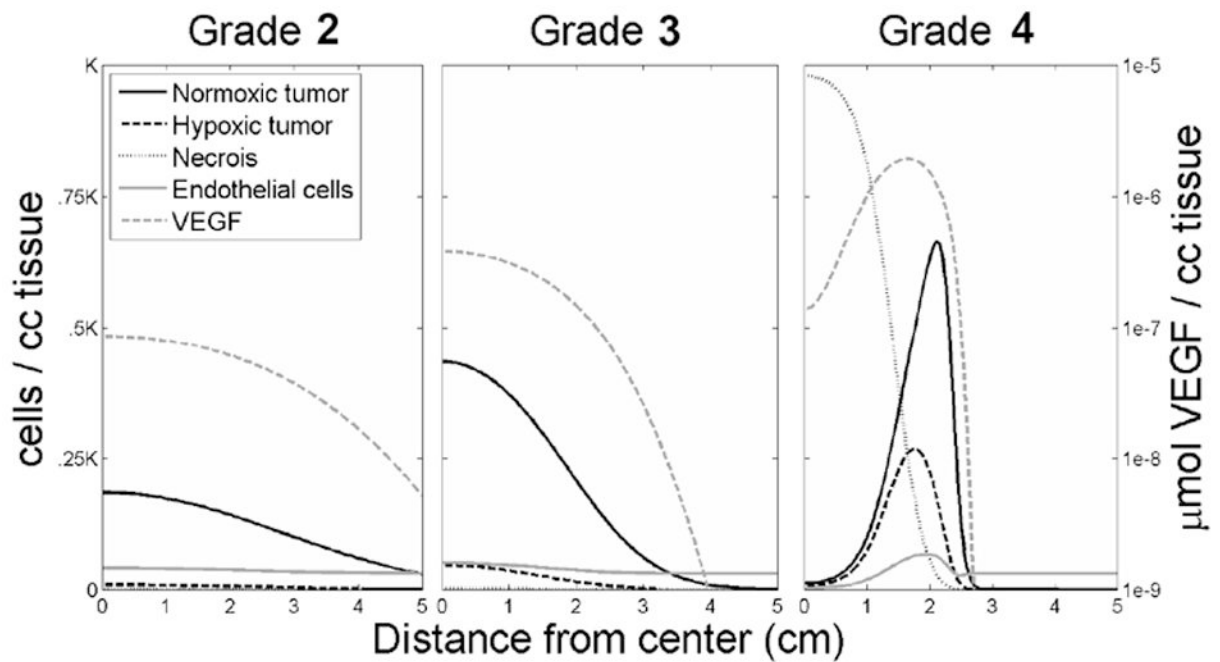 Grade 2
Grade 3
Grade 4
K
.75K
.5K
.25K
0
cells / cc tissue
Normoxic tumor
Hypoxic tumor
Necrois
Endothelial cells
VEGF
0 1 2 3 4 5
0 1 2 3 4 5
0 1 2 3 4 5
1e-5
1e-6
1e-7
1e-8
1e-9
μmol VEGF / cc tissue
Distance from center (cm)